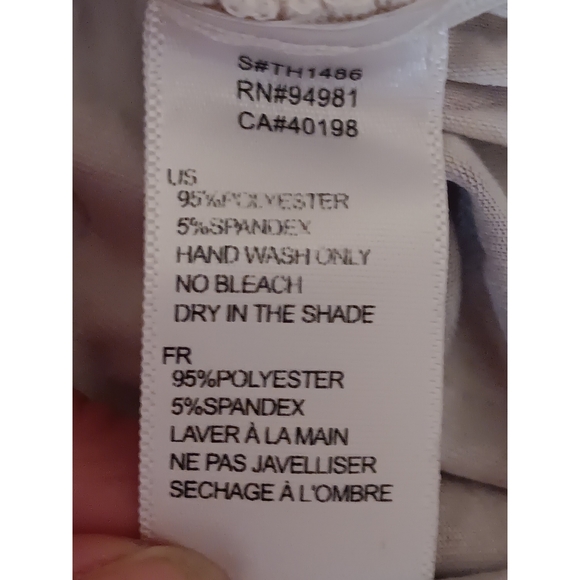 S#TH1486
RN#94981
CA#40198
US
95%POLYESTER
5%SPANDEX
HAND WASH ONLY
NO BLEACH
DRY IN THE SHADE
FR
95%POLYESTER
5%SPANDEX
LAVER À LA MAIN
NE PAS JAVELLISER
SECHAGE À L'OMBRE